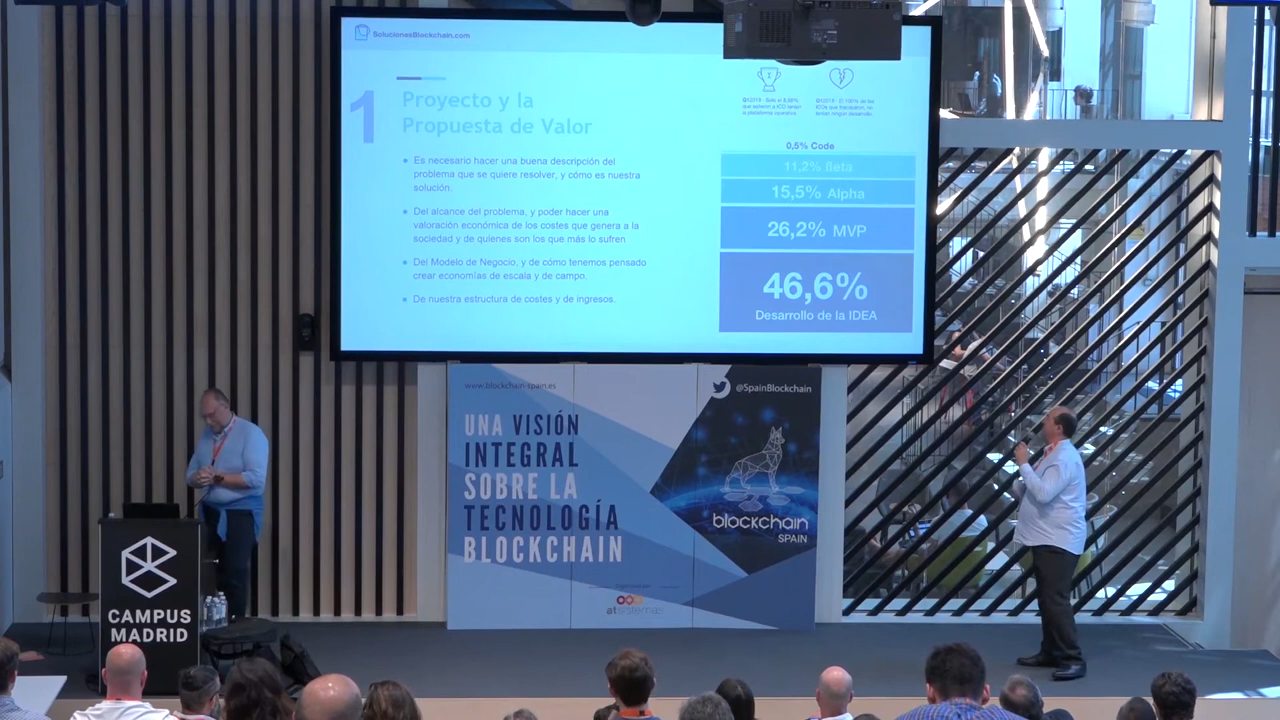 SolucionesBlockchain.com
1
Proyecto y la
Propuesta de Valor
Es necesario hacer una buena descripción del
problema que se quiere resolver, y cómo es nuestra
solución.
Del alcance del problema, y poder hacer una
valoración económica de los costes que genera a la
sociedad y de quienes son los que más lo sufren
Del Modelo de Negocio, y de cómo tenemos pensado
crear economías de escala y de campo.
De nuestra estructura de costes y de ingresos.
0,5% Code
11,2% Beta
15,5% Alpha
26,2% MVP
46,6%
Desarrollo de la IDEA
www.blockchain-spain.es
@SpainBlockchain
UNA VISIÓN
INTEGRAL
SOBRE LA
TECNOLOGÍA
BLOCKCHAIN
blockchain
SPAIN
atsistemas
CAMPUS
MADRID